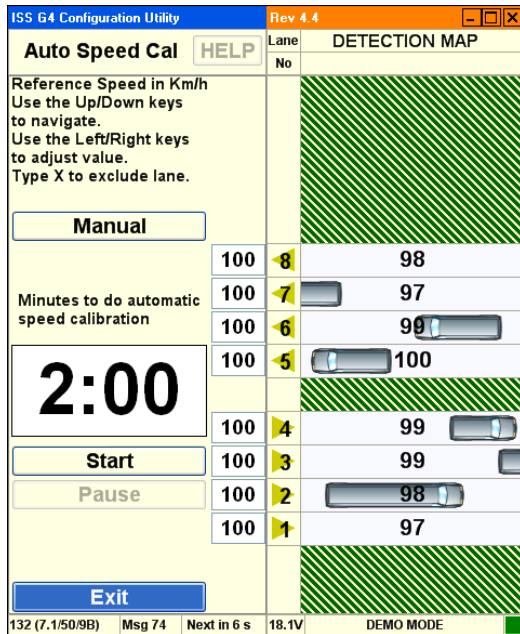 ISS G4 Configuration Utility
Rev 4.4
Auto Speed Cal
HELP
Lane
No
DETECTION MAP
Reference Speed in Km/h
Use the Up/Down keys
to navigate.
Use the Left/Right keys
to adjust value.
Type X to exclude lane.
Manual
100 8 98
100 7 97
Minutes to do automatic
speed calibration
100 6 99
100 5 100
2:00
100 4 99
Start
100 3 99
Pause
100 2 98
100 1 97
Exit
132 (7.1/50/9B) Msg 74 Next in 6 s 18.1V DEMO MODE